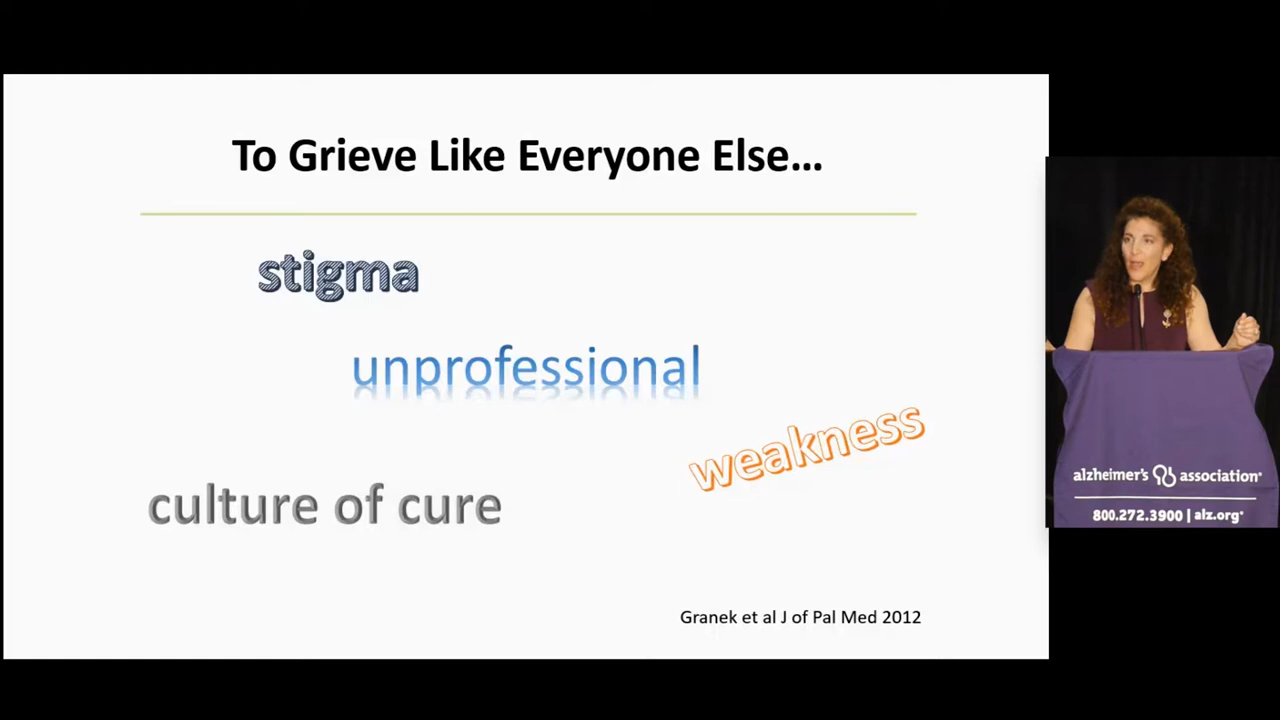 To Grieve Like Everyone Else...
stigma
unprofessional
weakness
culture of cure
Granek et al J of Pal Med 2012
alzheimer's association®
800.272.3900 | alz.org®